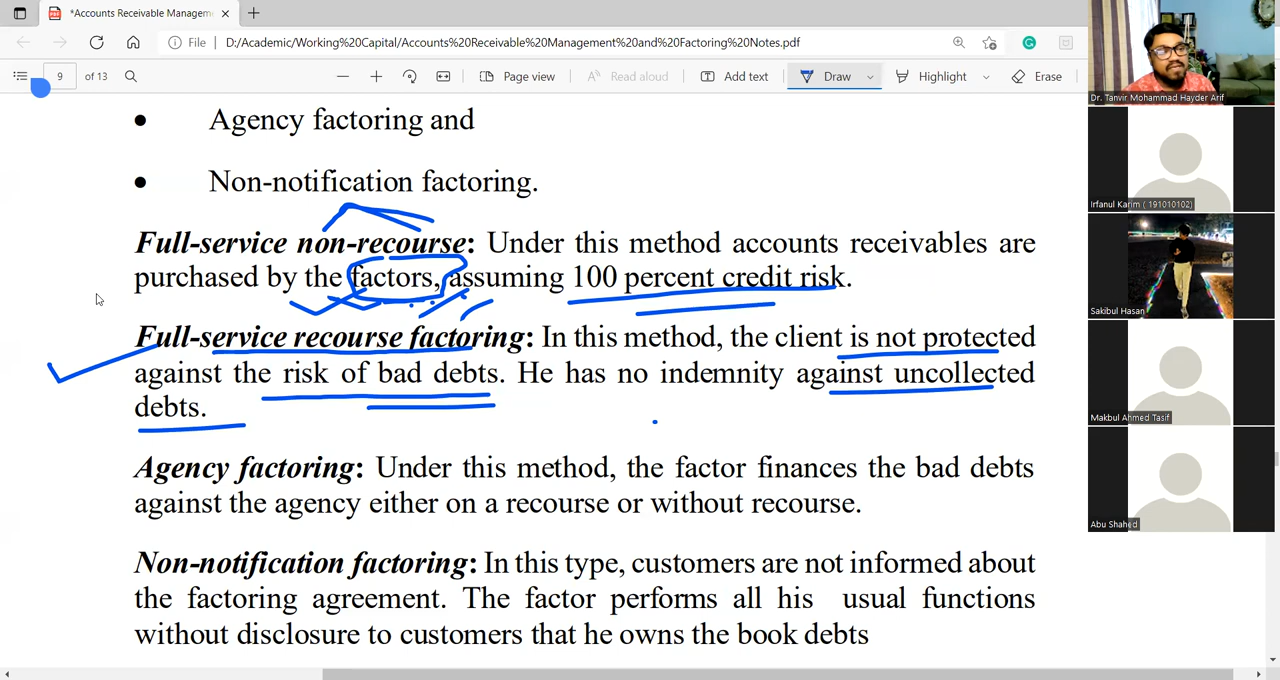 *Accounts Receivable Managem
File
D:/Academic/Working%20Capital/Accounts%20Receivable%20Management%20and%20Factoring%20Notes.pdf
9 of 13
Page view
Read aloud
Add text
Draw
Highlight
Erase
• Agency factoring and
• Non-notification factoring.
Full-service non-recourse: Under this method accounts receivables are
purchased by the factors, assuming 100 percent credit risk.
Full-service recourse factoring: In this method, the client is not protected
against the risk of bad debts. He has no indemnity against uncollected
debts.
Agency factoring: Under this method, the factor finances the bad debts
against the agency either on a recourse or without recourse.
Non-notification factoring: In this type, customers are not informed about
the factoring agreement. The factor performs all his usual functions
without disclosure to customers that he owns the book debts
Dr. Tanvir Mohammad Hayder Arif
Irfanul Karim ( 191010102)
Sakibul Hasan
Makbul Ahmed Tasif
Abu Shahed